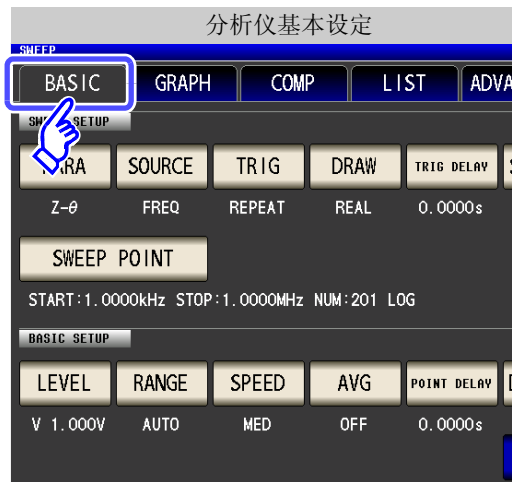 分析仪基本设定
SWEEP
BASIC GRAPH COMP LIST
SETUP
SOURCE TRIG DRAW TRIG DELAY
Z-θ FREQ REPEAT REAL 0.0000s
SWEEP POINT
START:1.0000kHz STOP:1.0000MHz NUM:201 LOG
BASIC SETUP
LEVEL RANGE SPEED AVG POINT DELAY
V 1.000V AUTO MED OFF 0.0000s